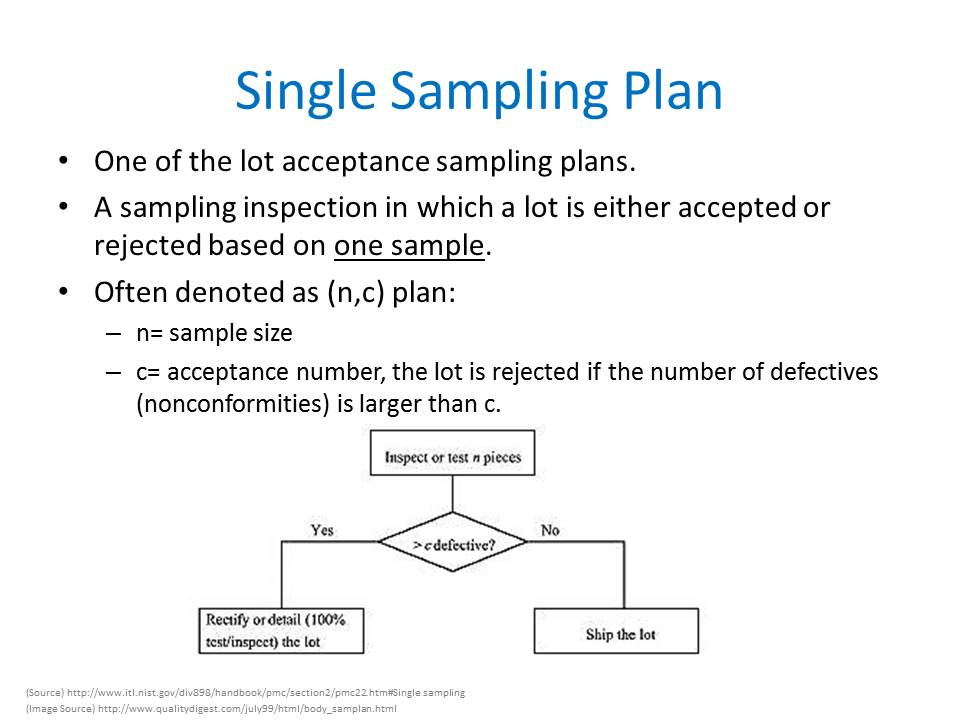 Single Sampling Plan
• One of the lot acceptance sampling plans.
• A sampling inspection in which a lot is either accepted or
rejected based on one sample.
• Often denoted as (n,c) plan:
– n= sample size
– c= acceptance number, the lot is rejected if the number of defectives
(nonconformities) is larger than c.
Inspect or test n pieces
Yes
No
> c defective?
Rectify or detail (100%
test/inspect) the lot
Ship the lot
(Source) http://www.itl.nist.gov/div898/handbook/pmc/section2/pmc22.htm#Single sampling
(Image Source) http://www.qualitydigest.com/july99/html/body_samplan.html